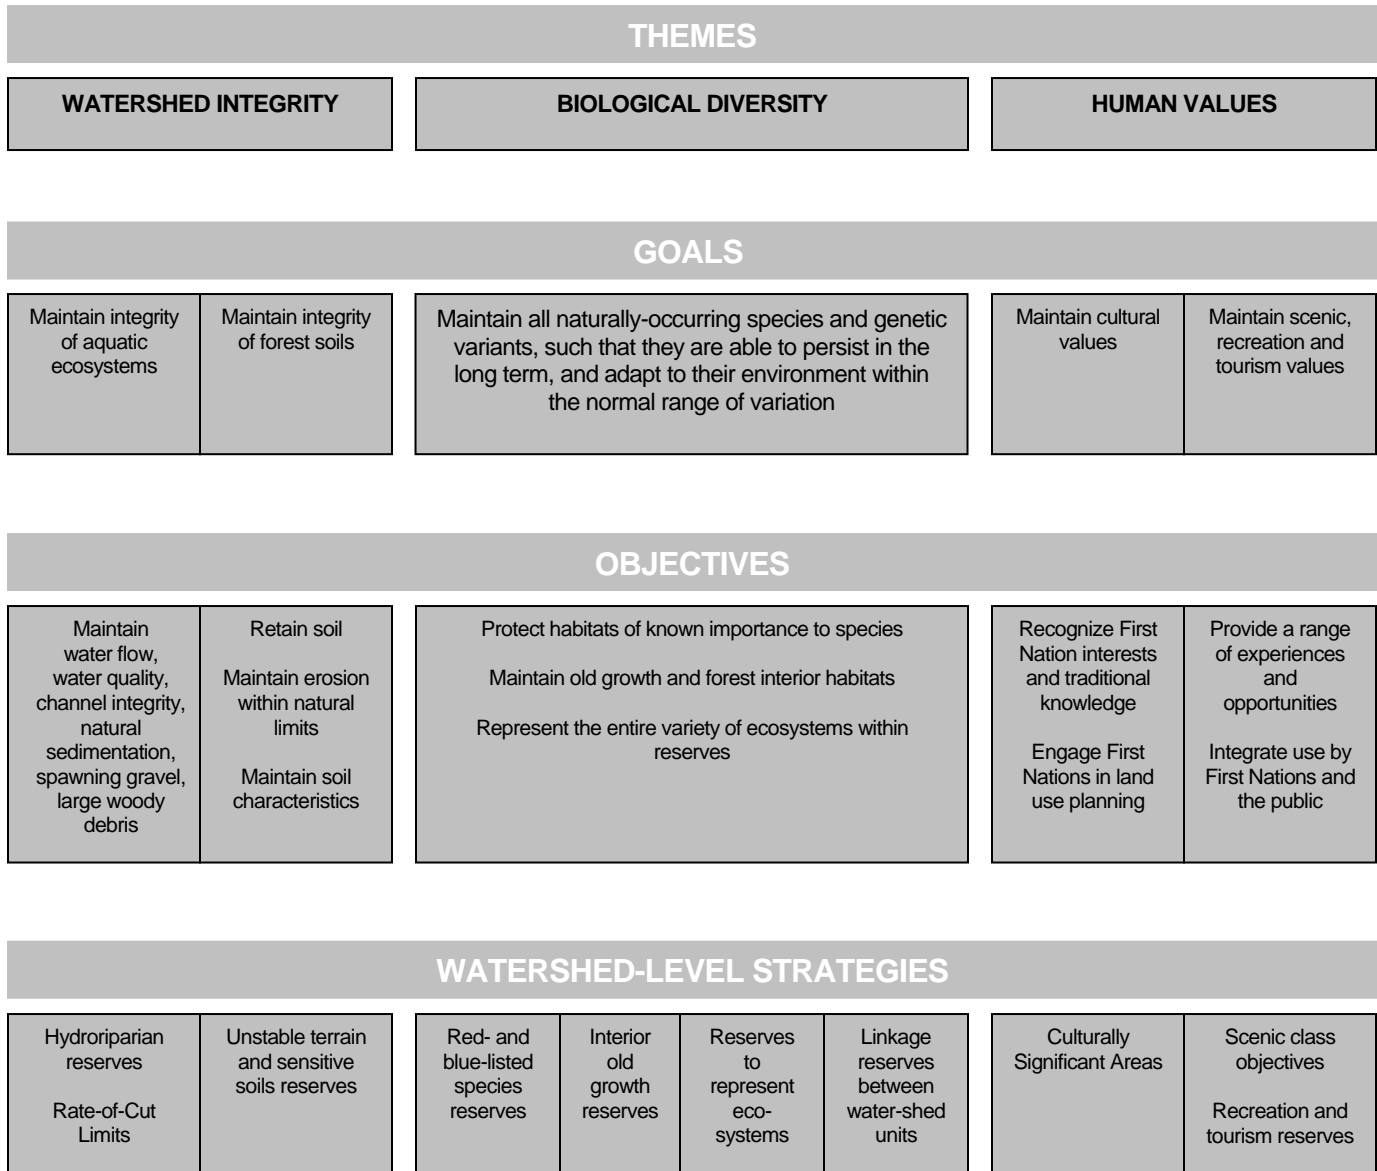 THEMES
WATERSHED INTEGRITY
BIOLOGICAL DIVERSITY
HUMAN VALUES
GOALS
Maintain integrity
of aquatic
ecosystems
Maintain integrity
of forest soils
Maintain all naturally-occurring species and genetic
variants, such that they are able to persist in the
long term, and adapt to their environment within
the normal range of variation
Maintain cultural
values
Maintain scenic,
recreation and
tourism values
OBJECTIVES
Maintain
water flow,
water quality,
channel integrity,
natural
sedimentation,
spawning gravel,
large woody
debris
Retain soil
Maintain erosion
within natural
limits
Maintain soil
characteristics
Protect habitats of known importance to species
Maintain old growth and forest interior habitats
Represent the entire variety of ecosystems within
reserves
Recognize First
Nation interests
and traditional
knowledge
Engage First
Nations in land
use planning
Provide a range
of experiences
and
opportunities
Integrate use by
First Nations and
the public
WATERSHED-LEVEL STRATEGIES
Hydroriparian
reserves
Rate-of-Cut
Limits
Unstable terrain
and sensitive
soils reserves
Red- and
blue-listed
species
reserves
Interior
old
growth
reserves
Reserves
to
represent
eco-
systems
Linkage
reserves
between
water-shed
units
Culturally
Significant Areas
Scenic class
objectives
Recreation and
tourism reserves